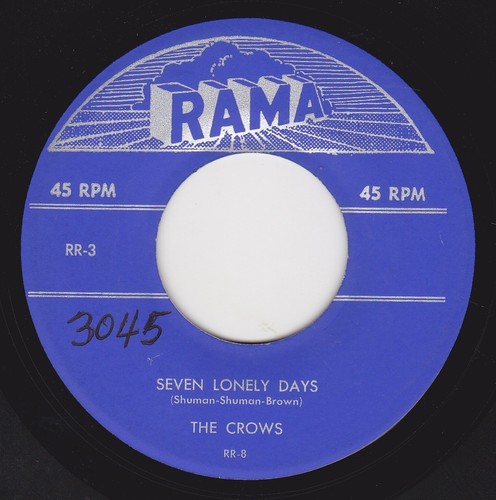 RAMA
45 RPM 45 RPM
RR-3
3045
SEVEN LONELY DAYS
(Shuman-Shuman-Brown)
THE CROWS
RR-8